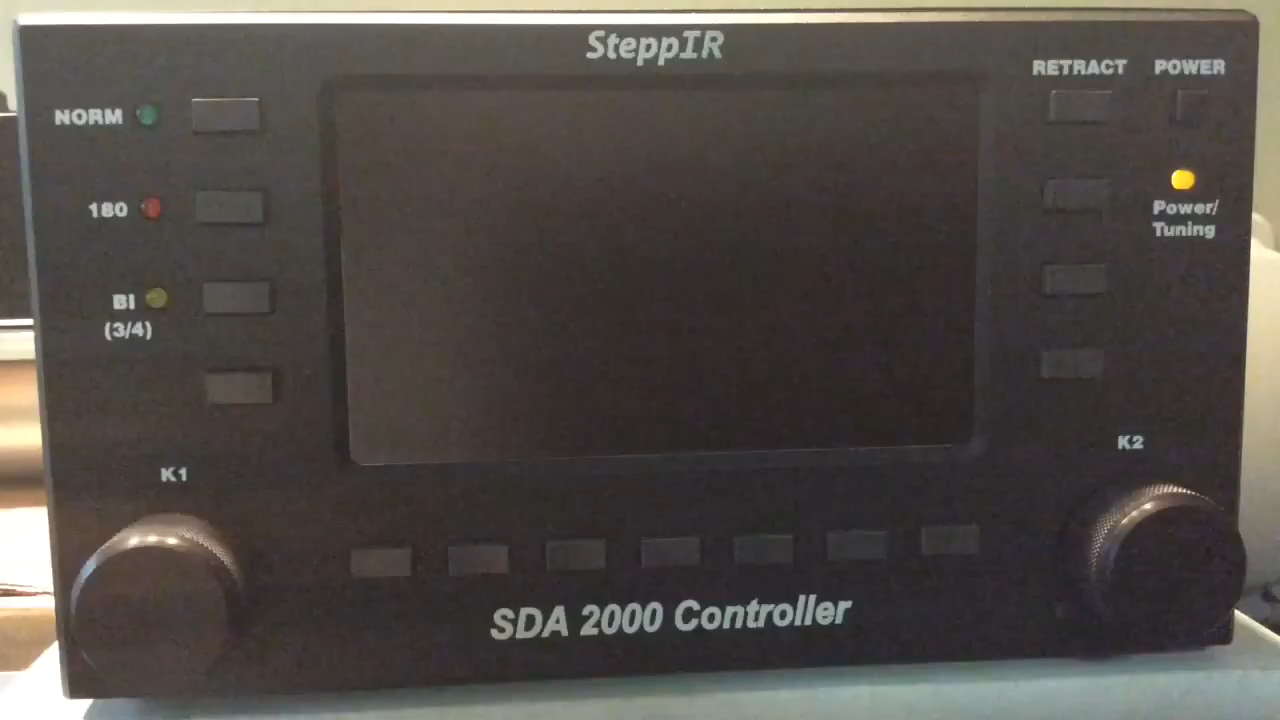 SteppIR
RETRACT POWER
NORM
180
Power/
Tuning
BI
(3/4)
K2
K1
SDA 2000 Controller